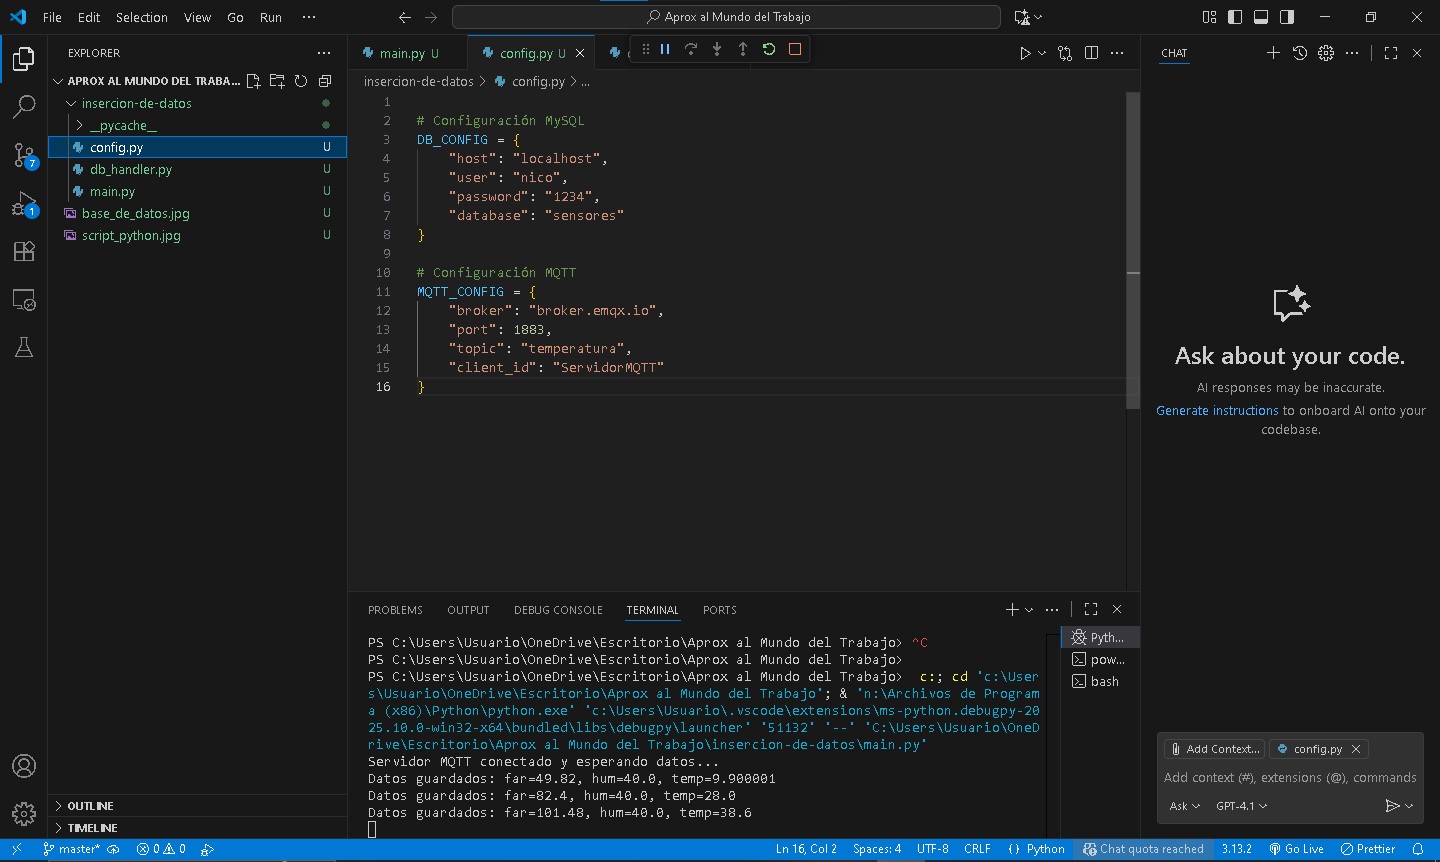 File Edit Selection View Go Run ···
Aprox al Mundo del Trabajo
EXPLORER ···
APROX AL MUNDO DEL TRABA...
insercion-de-datos
__pycache__
config.py U
db_handler.py U
main.py U
base_de_datos.jpg U
script_python.jpg U
7
1
OUTLINE
TIMELINE
main.py U
config.py U
insercion-de-datos > config.py > ...
1
2 # Configuración MySQL
3 DB_CONFIG = {
4 "host": "localhost",
5 "user": "nico",
6 "password": "1234",
7 "database": "sensores"
8 }
9
10 # Configuración MQTT
11 MQTT_CONFIG = {
12 "broker": "broker.emqx.io",
13 "port": 1883,
14 "topic": "temperatura",
15 "client_id": "ServidorMQTT"
16 }
PROBLEMS OUTPUT DEBUG CONSOLE TERMINAL PORTS
PS C:\Users\Usuario\OneDrive\Escritorio\Aprox al Mundo del Trabajo> ^C
PS C:\Users\Usuario\OneDrive\Escritorio\Aprox al Mundo del Trabajo>
PS C:\Users\Usuario\OneDrive\Escritorio\Aprox al Mundo del Trabajo>  c:; cd 'c:\User
s\Usuario\OneDrive\Escritorio\Aprox al Mundo del Trabajo'; & 'n:\Archivos de Program
a (x86)\Python\python.exe' 'c:\Users\Usuario\.vscode\extensions\ms-python.debugpy-20
25.10.0-win32-x64\bundled\libs\debugpy\launcher' '51132' '--' 'C:\Users\Usuario\OneD
rive\Escritorio\Aprox al Mundo del Trabajo\insercion-de-datos\main.py'
Servidor MQTT conectado y esperando datos...
Datos guardados: far=49.82, hum=40.0, temp=9.900001
Datos guardados: far=82.4, hum=40.0, temp=28.0
Datos guardados: far=101.48, hum=40.0, temp=38.6
Pyth...
pow...
bash
CHAT
Ask about your code.
AI responses may be inaccurate.
Generate instructions to onboard AI onto your
codebase.
Add Context... config.py
Add context (#), extensions (@), commands
Ask GPT-4.1
master* 0 0 Ln 16, Col 2 Spaces: 4 UTF-8 CRLF { } Python Chat quota reached 3.13.2 Go Live Prettier